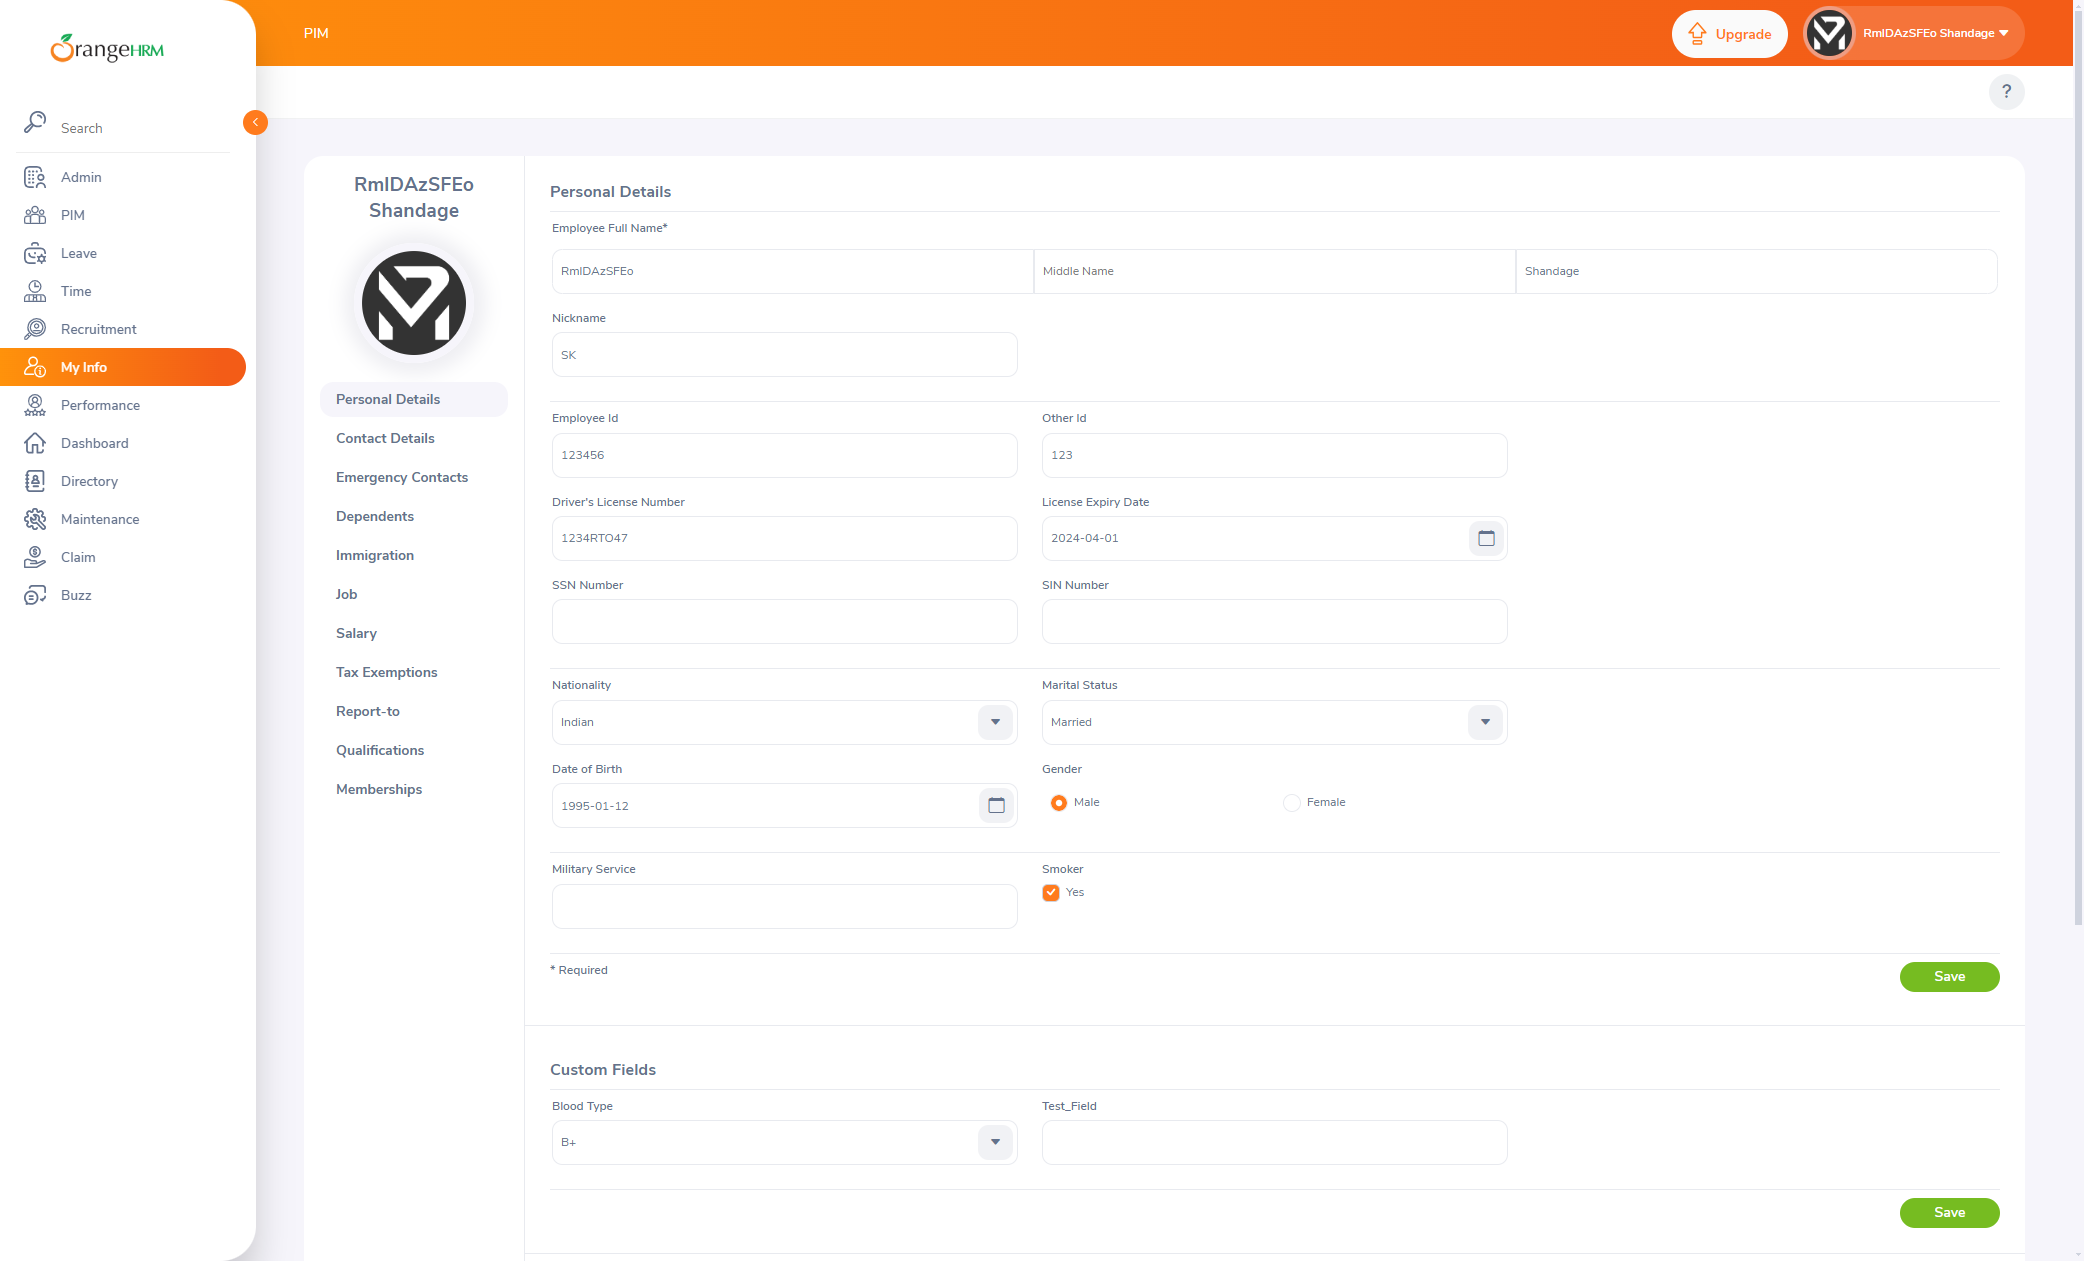 OrangeHRM
Search
Admin
PIM
Leave
Time
Recruitment
My Info
Performance
Dashboard
Directory
Maintenance
Claim
Buzz
PIM
Upgrade
RmlDAzSFEo Shandage
?
RmlDAzSFEo
Shandage
Personal Details
Contact Details
Emergency Contacts
Dependents
Immigration
Job
Salary
Tax Exemptions
Report-to
Qualifications
Memberships
Personal Details
Employee Full Name*
RmlDAzSFEo Middle Name Shandage
Nickname
SK
Employee Id Other Id
123456 123
Driver's License Number License Expiry Date
1234RTO47 2024-04-01
SSN Number SIN Number
Nationality Marital Status
Indian Married
Date of Birth Gender
1995-01-12 Male Female
Military Service Smoker
Yes
* Required
Save
Custom Fields
Blood Type Test_Field
B+
Save